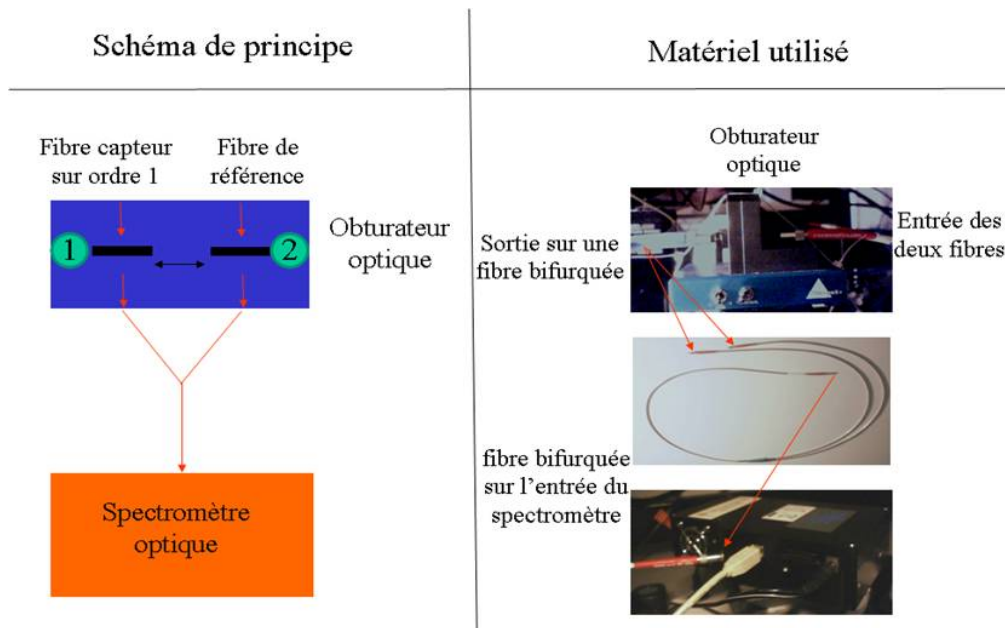 Schéma de principe
Matériel utilisé
Fibre capteur
sur ordre 1
Fibre de
référence
1
2
Obturateur
optique
Spectromètre
optique
Obturateur
optique
Sortie sur une
fibre bifurquée
Entrée des
deux fibres
fibre bifurquée
sur l'entrée du
spectromètre